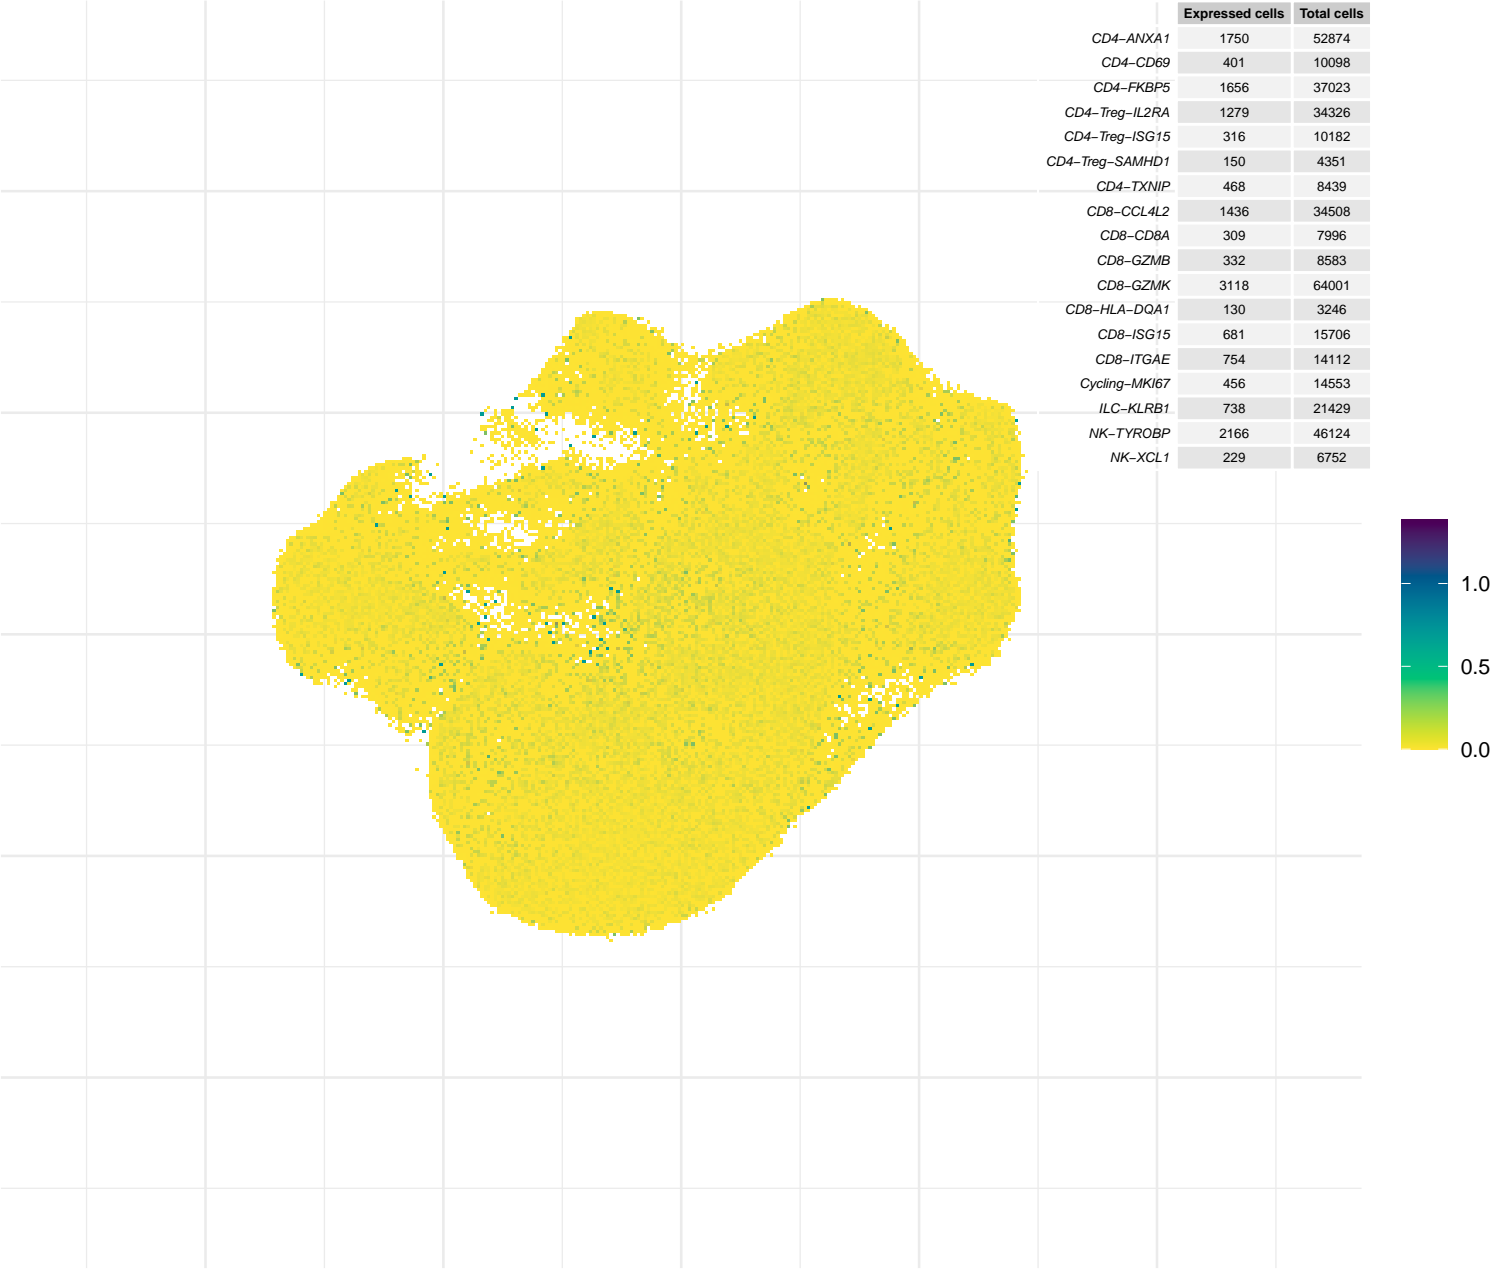 Expressed cells Total cells
CD4−ANXA1 1750 52874
CD4−CD69 401 10098
CD4−FKBP5 1656 37023
CD4−Treg−IL2RA 1279 34326
CD4−Treg−ISG15 316 10182
CD4−Treg−SAMHD1 150 4351
CD4−TXNIP 468 8439
CD8−CCL4L2 1436 34508
CD8−CD8A 309 7996
CD8−GZMB 332 8583
CD8−GZMK 3118 64001
CD8−HLA−DQA1 130 3246
CD8−ISG15 681 15706
CD8−ITGAE 754 14112
Cycling−MKI67 456 14553
ILC−KLRB1 738 21429
NK−TYROBP 2166 46124
NK−XCL1 229 6752
1.0
0.5
0.0